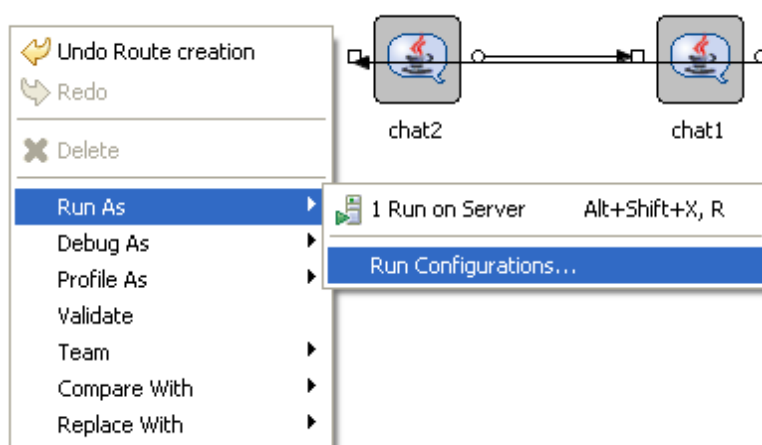 Undo Route creation
Redo
Delete
Run As
Debug As
Profile As
Validate
Team
Compare With
Replace With
1 Run on Server Alt+Shift+X, R
Run Configurations...
chat2
chat1